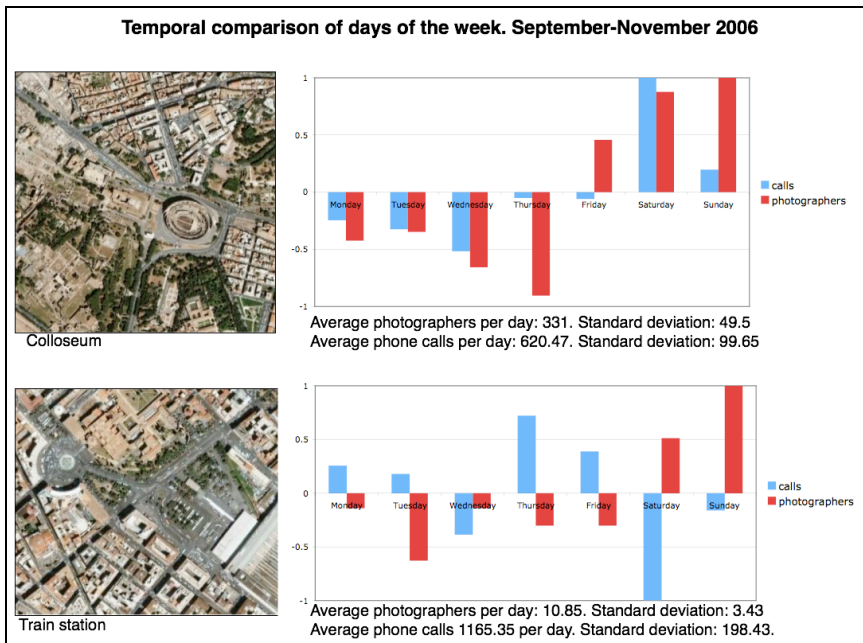 Temporal comparison of days of the week. September-November 2006
1
0.5
0
-0.5
-1
Monday
Tuesday
Wednesday
Thursday
Friday
Saturday
Sunday
calls
photographers
Average photographers per day: 331. Standard deviation: 49.5
Average phone calls per day: 620.47. Standard deviation: 99.65
Colloseum
1
0.5
0
-0.5
-1
Monday
Tuesday
Wednesday
Thursday
Friday
Saturday
Sunday
calls
photographers
Average photographers per day: 10.85. Standard deviation: 3.43
Average phone calls 1165.35 per day. Standard deviation: 198.43.
Train station